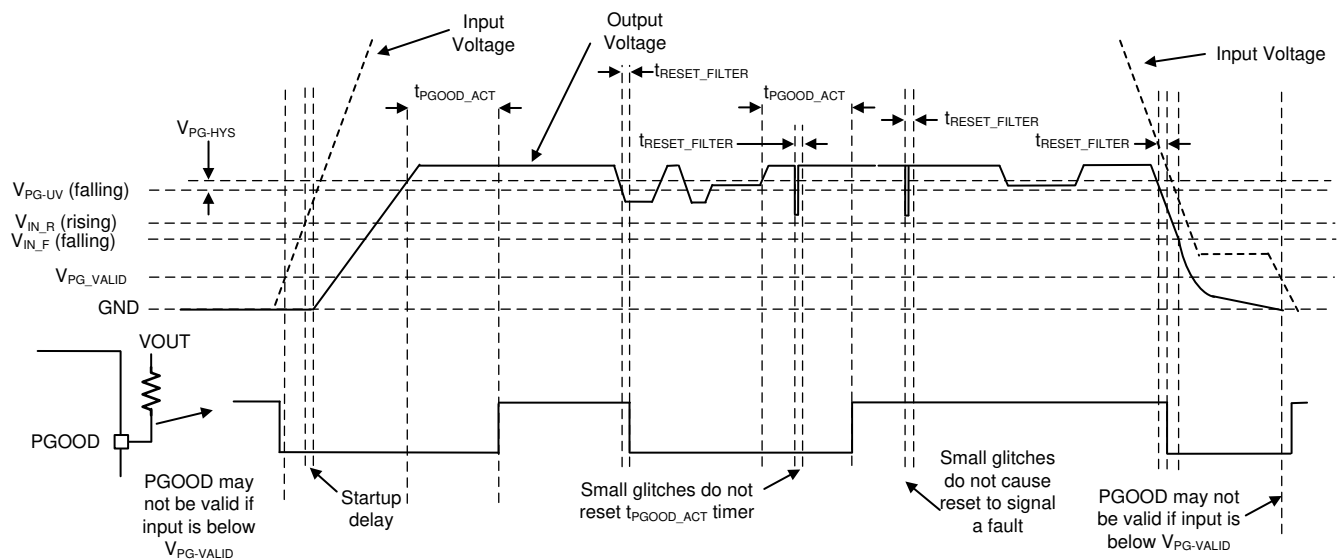 Input
Voltage
Output
Voltage
Input Voltage
tRESET_FILTER
tPGOOD_ACT
tPGOOD_ACT
tRESET_FILTER
tRESET_FILTER
tRESET_FILTER
VPG-HYS
VPG-UV (falling)
VIN_R (rising)
VIN_F (falling)
VPG_VALID
GND
VOUT
PGOOD
PGOOD may
not be valid if
input is below
VPG-VALID
Startup
delay
Small glitches do not
reset tPGOOD_ACT timer
Small glitches
do not cause
reset to signal
a fault
PGOOD may not
be valid if input is
below VPG-VALID